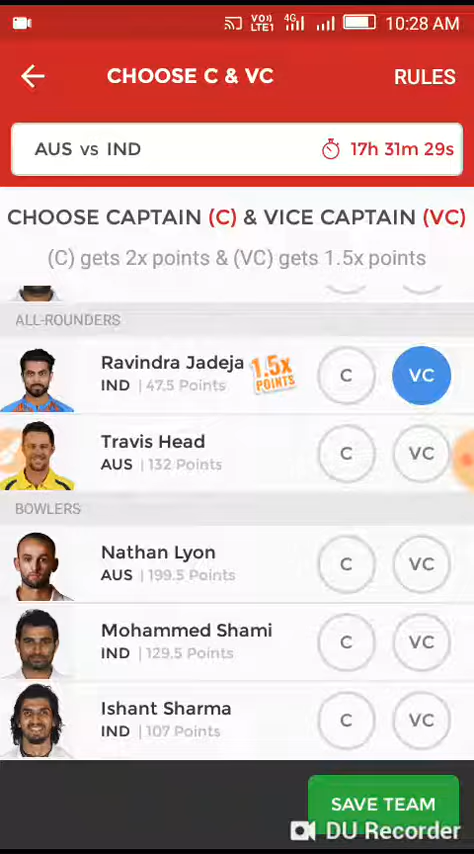 VO)) LTE1 4G 10:28 AM
CHOOSE C & VC RULES
AUS vs IND 17h 31m 29s
CHOOSE CAPTAIN (C) & VICE CAPTAIN (VC)
(C) gets 2x points & (VC) gets 1.5x points
ALL-ROUNDERS
Ravindra Jadeja 1.5x POINTS C VC
IND | 47.5 Points
Travis Head C VC
AUS | 132 Points
BOWLERS
Nathan Lyon C VC
AUS | 199.5 Points
Mohammed Shami C VC
IND | 129.5 Points
Ishant Sharma C VC
IND | 107 Points
SAVE TEAM
DU Recorder